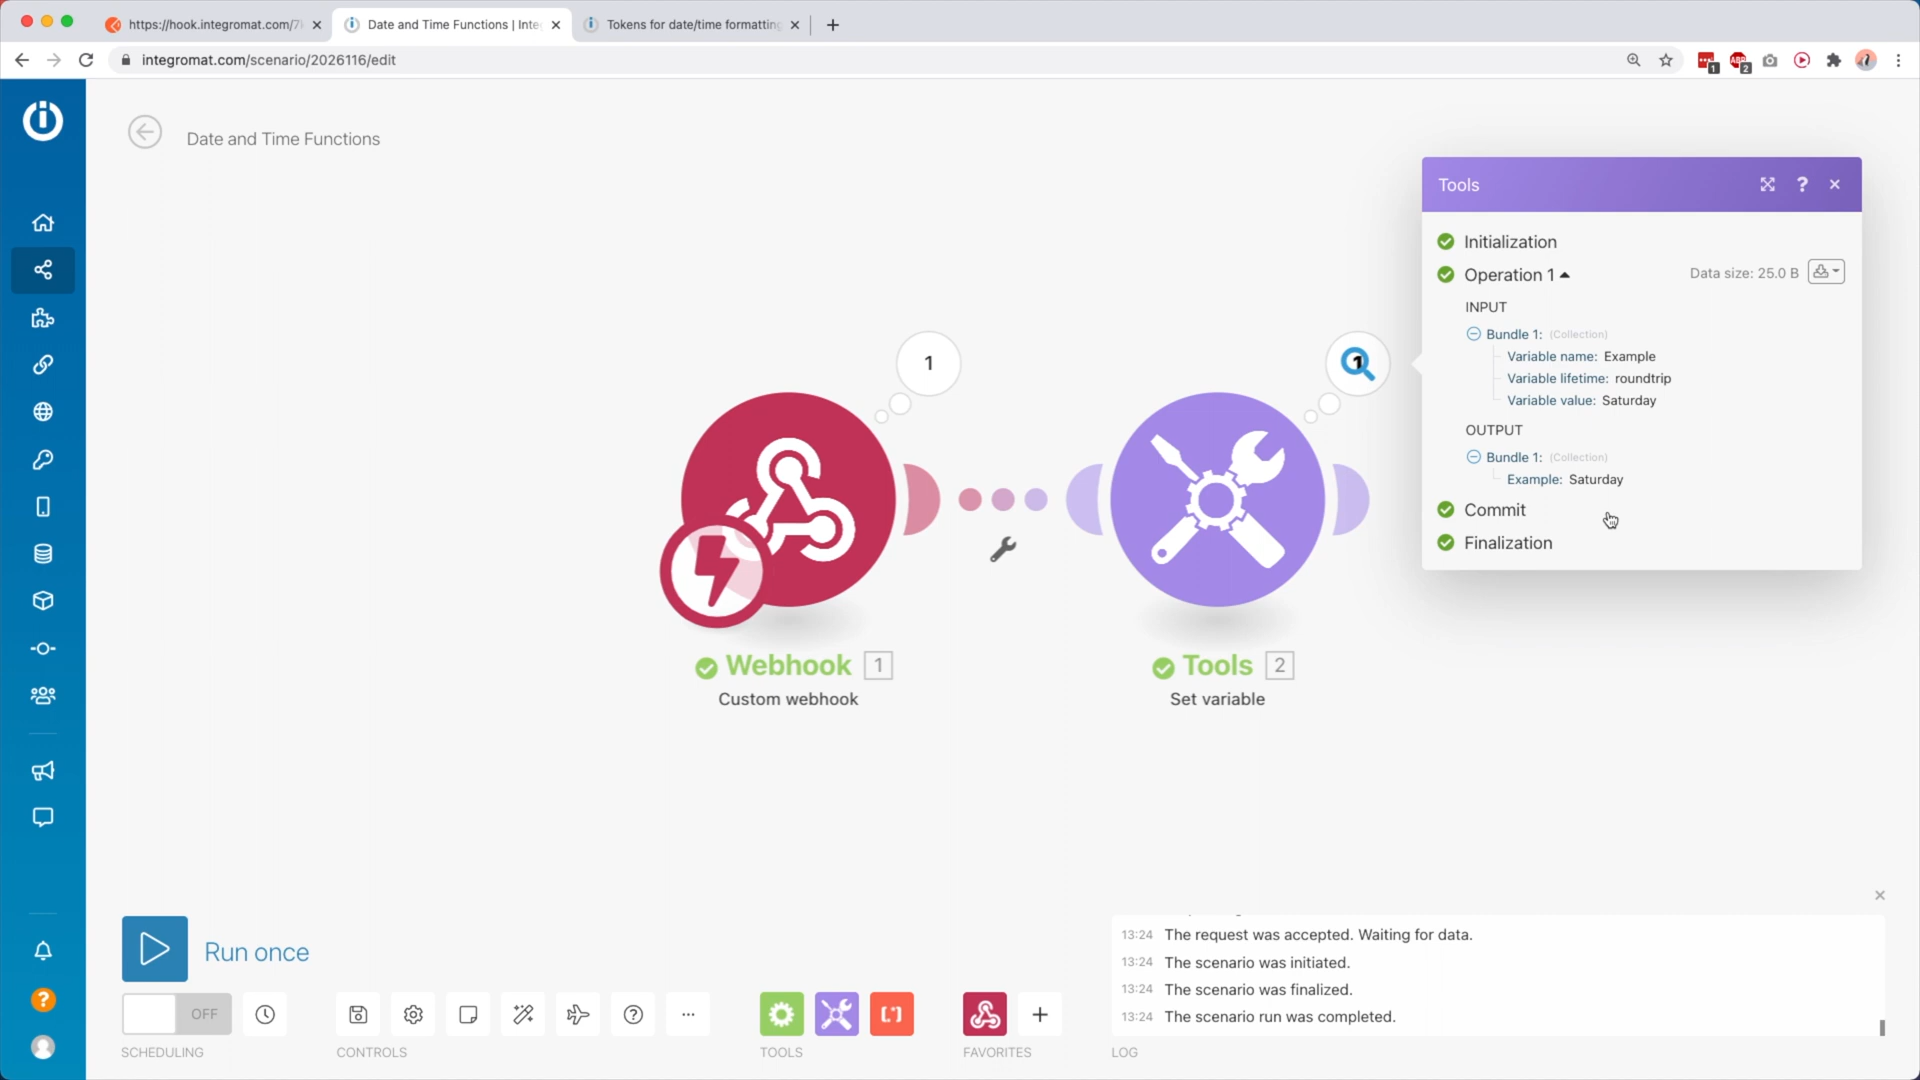 https://hook.integromat.com/7
Date and Time Functions | Inte
Tokens for date/time formatting
integromat.com/scenario/2026116/edit
1
2
Date and Time Functions
Tools
Initialization
Operation 1
Data size: 25.0 B
INPUT
Bundle 1: (Collection)
Variable name: Example
Variable lifetime: roundtrip
Variable value: Saturday
OUTPUT
Bundle 1: (Collection)
Example: Saturday
Commit
Finalization
1
1
Webhook 1
Custom webhook
Tools 2
Set variable
Run once
OFF
SCHEDULING
CONTROLS
TOOLS
FAVORITES
13:24 The request was accepted. Waiting for data.
13:24 The scenario was initiated.
13:24 The scenario was finalized.
13:24 The scenario run was completed.
LOG